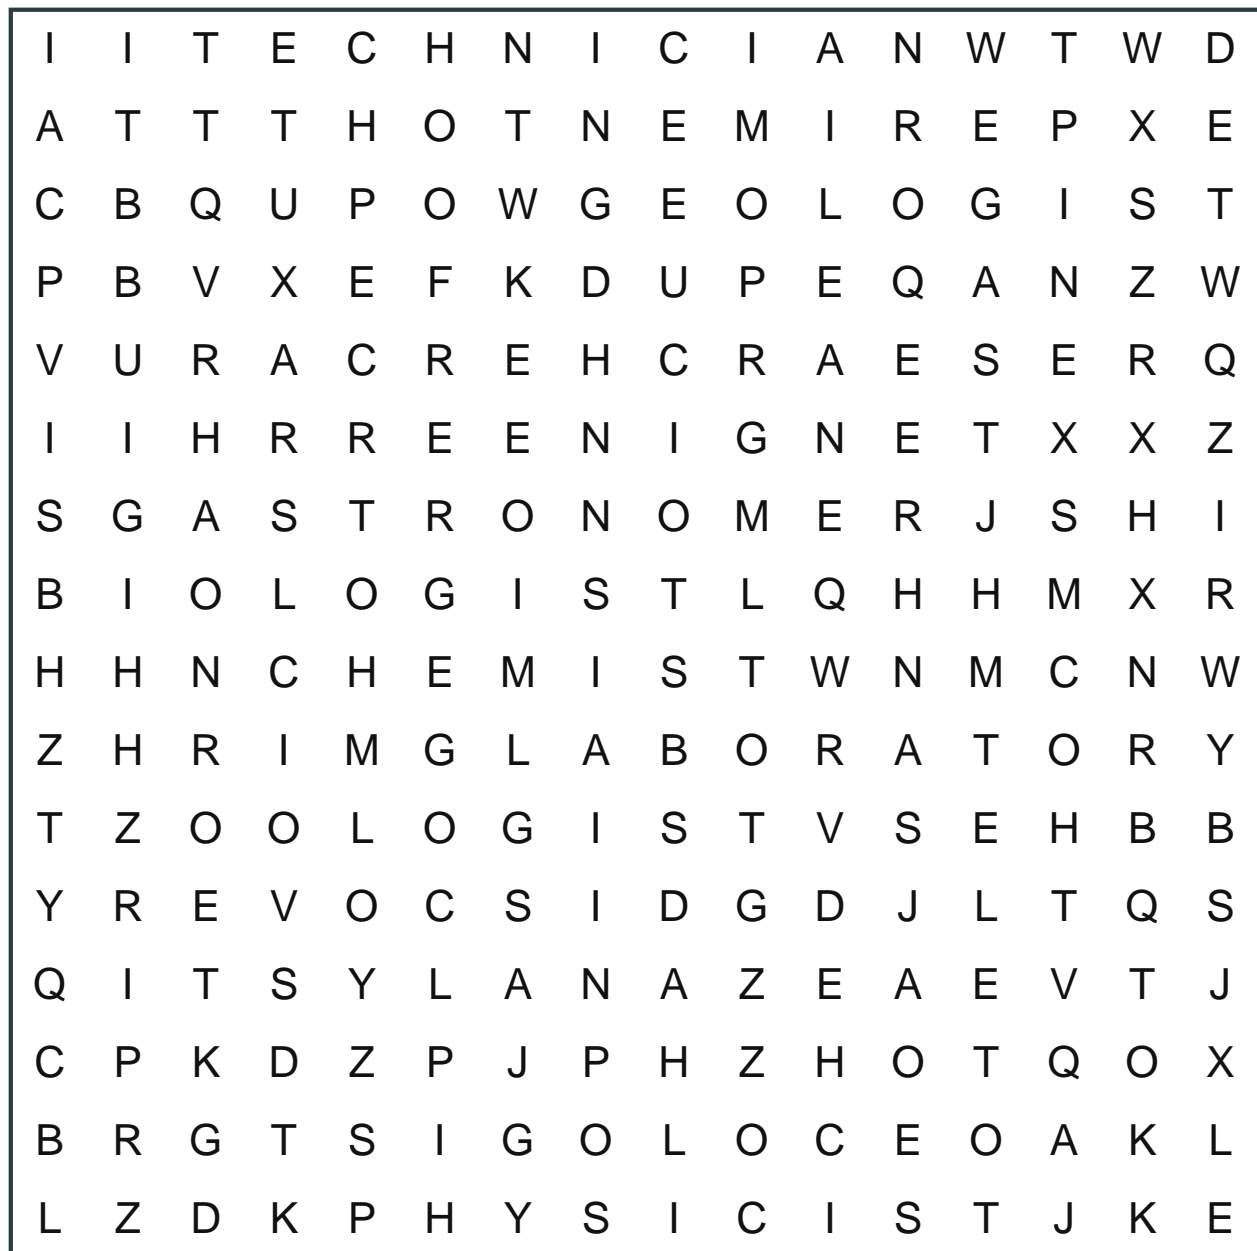 I I T E C H N I C I A N W T W D
A T T T H O T N E M I R E P X E
C B Q U P O W G E O L O G I S T
P B V X E F K D U P E Q A N Z W
V U R A C R E H C R A E S E R Q
I I H R R E E N I G N E T X X Z
S G A S T R O N O M E R J S H I
B I O L O G I S T L Q H H M X R
H H N C H E M I S T W N M C N W
Z H R I M G L A B O R A T O R Y
T Z O O L O G I S T V S E H B B
Y R E V O C S I D G D J L T Q S
Q I T S Y L A N A Z E A E V T J
C P K D Z P J P H Z H O T Q O X
B R G T S I G O L O C E O A K L
L Z D K P H Y S I C I S T J K E